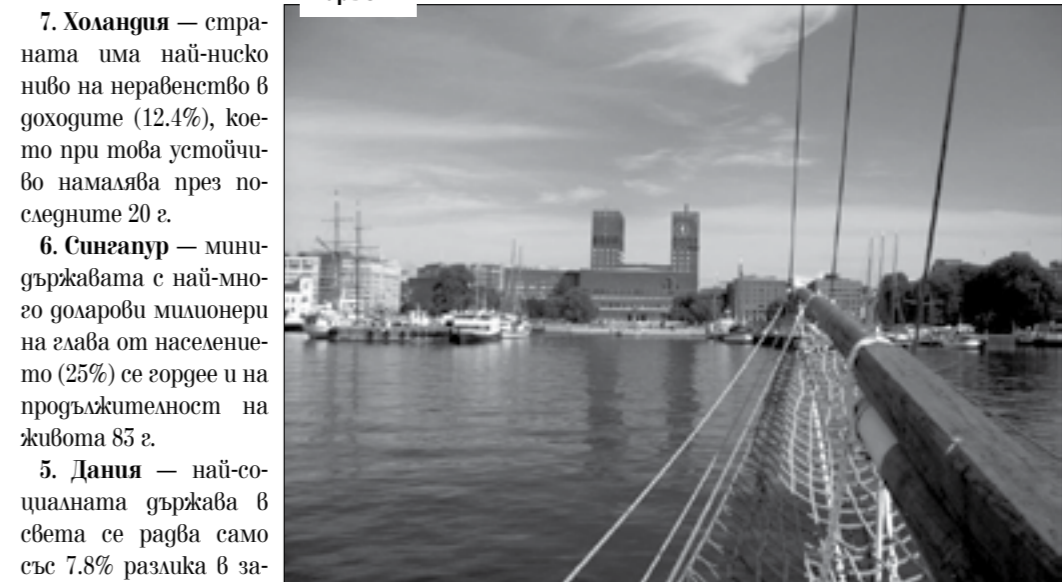 7. Холандия — стра-
ната има най-ниско
ниво на неравенство в
доходите (12.4%), кое-
то при това устойчи-
во намалява през по-
следните 20 г.
6. Сингапур — мини-
държавата с най-мно-
го доларови милионери
на глава от населени­е-
то (25%) се гордее и на
продължителност на
живота 83 г.
5. Дания — най-со-
циалната държава в
света се радва само
със 7.8% разлика в за-